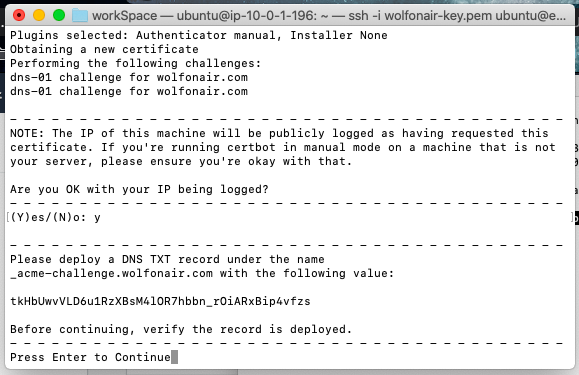 workSpace — ubuntu@ip-10-0-1-196: ~ — ssh -i wolfonair-key.pem ubuntu@e...
Plugins selected: Authenticator manual, Installer None
Obtaining a new certificate
Performing the following challenges:
dns-01 challenge for wolfonair.com
dns-01 challenge for wolfonair.com
- - - - - - - - - - - - - - - - - - - - - - - - - - - - - - - - - - - - - - - -
NOTE: The IP of this machine will be publicly logged as having requested this
certificate. If you're running certbot in manual mode on a machine that is not
your server, please ensure you're okay with that.
Are you OK with your IP being logged?
- - - - - - - - - - - - - - - - - - - - - - - - - - - - - - - - - - - - - - - -
(Y)es/(N)o: y
- - - - - - - - - - - - - - - - - - - - - - - - - - - - - - - - - - - - - - - -
Please deploy a DNS TXT record under the name
_acme-challenge.wolfonair.com with the following value:
tkHbUwvVLD6u1RzXBsM4lOR7hbbn_rOiARxBip4vfzs
Before continuing, verify the record is deployed.
- - - - - - - - - - - - - - - - - - - - - - - - - - - - - - - - - - - - - - - -
Press Enter to Continue